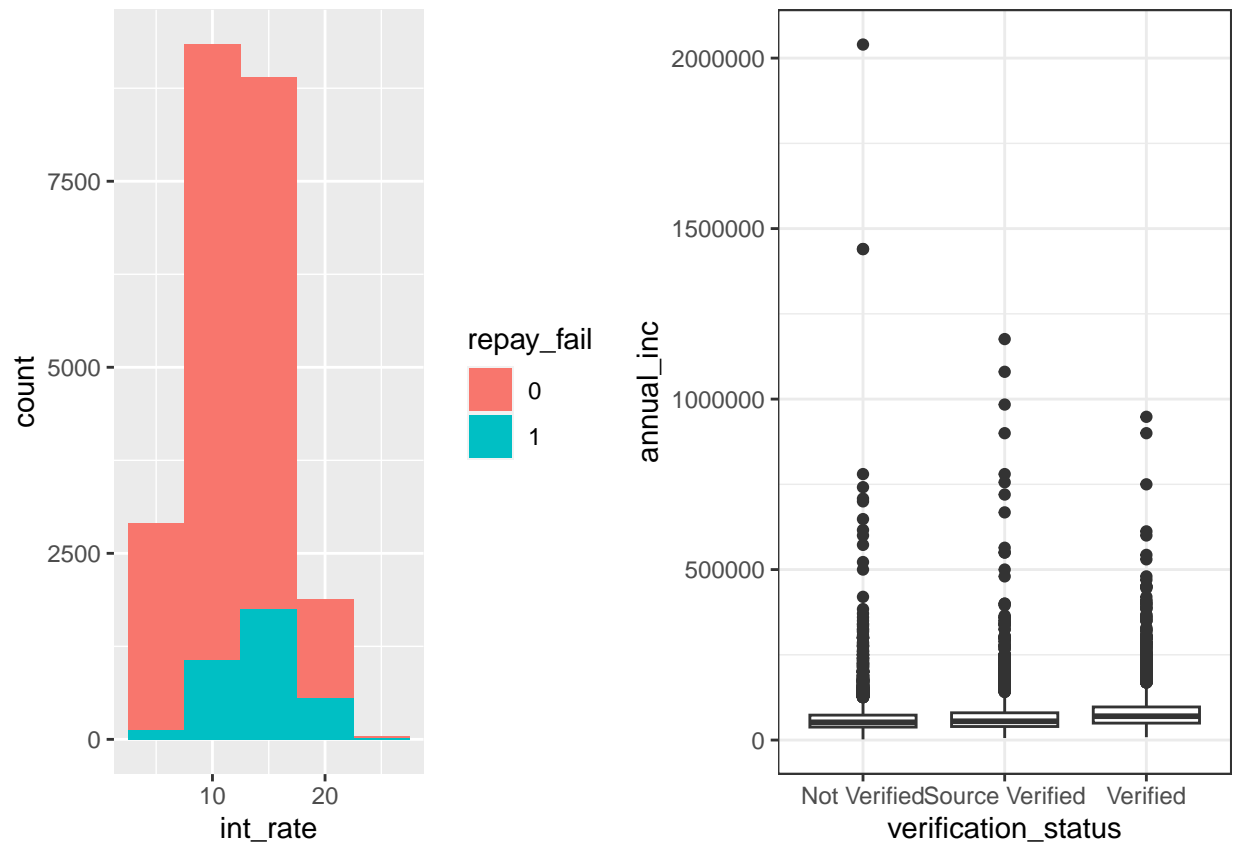 7500
5000
2500
0
10 20
int_rate
count
repay_fail
0
1
2000000
1500000
1000000
500000
0
Not Verified Source Verified Verified
verification_status
annual_inc